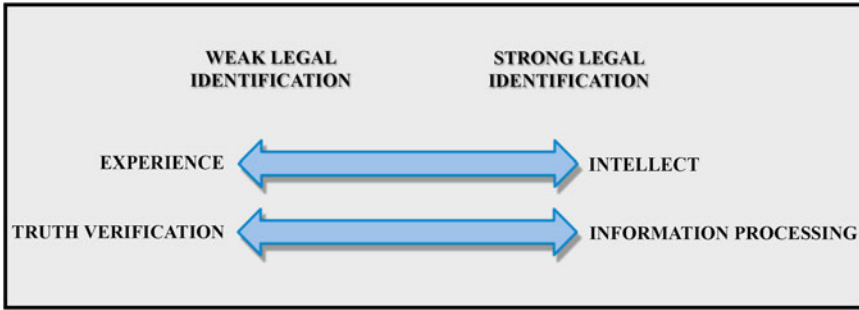 WEAK LEGAL
IDENTIFICATION
STRONG LEGAL
IDENTIFICATION
EXPERIENCE
INTELLECT
TRUTH VERIFICATION
INFORMATION PROCESSING